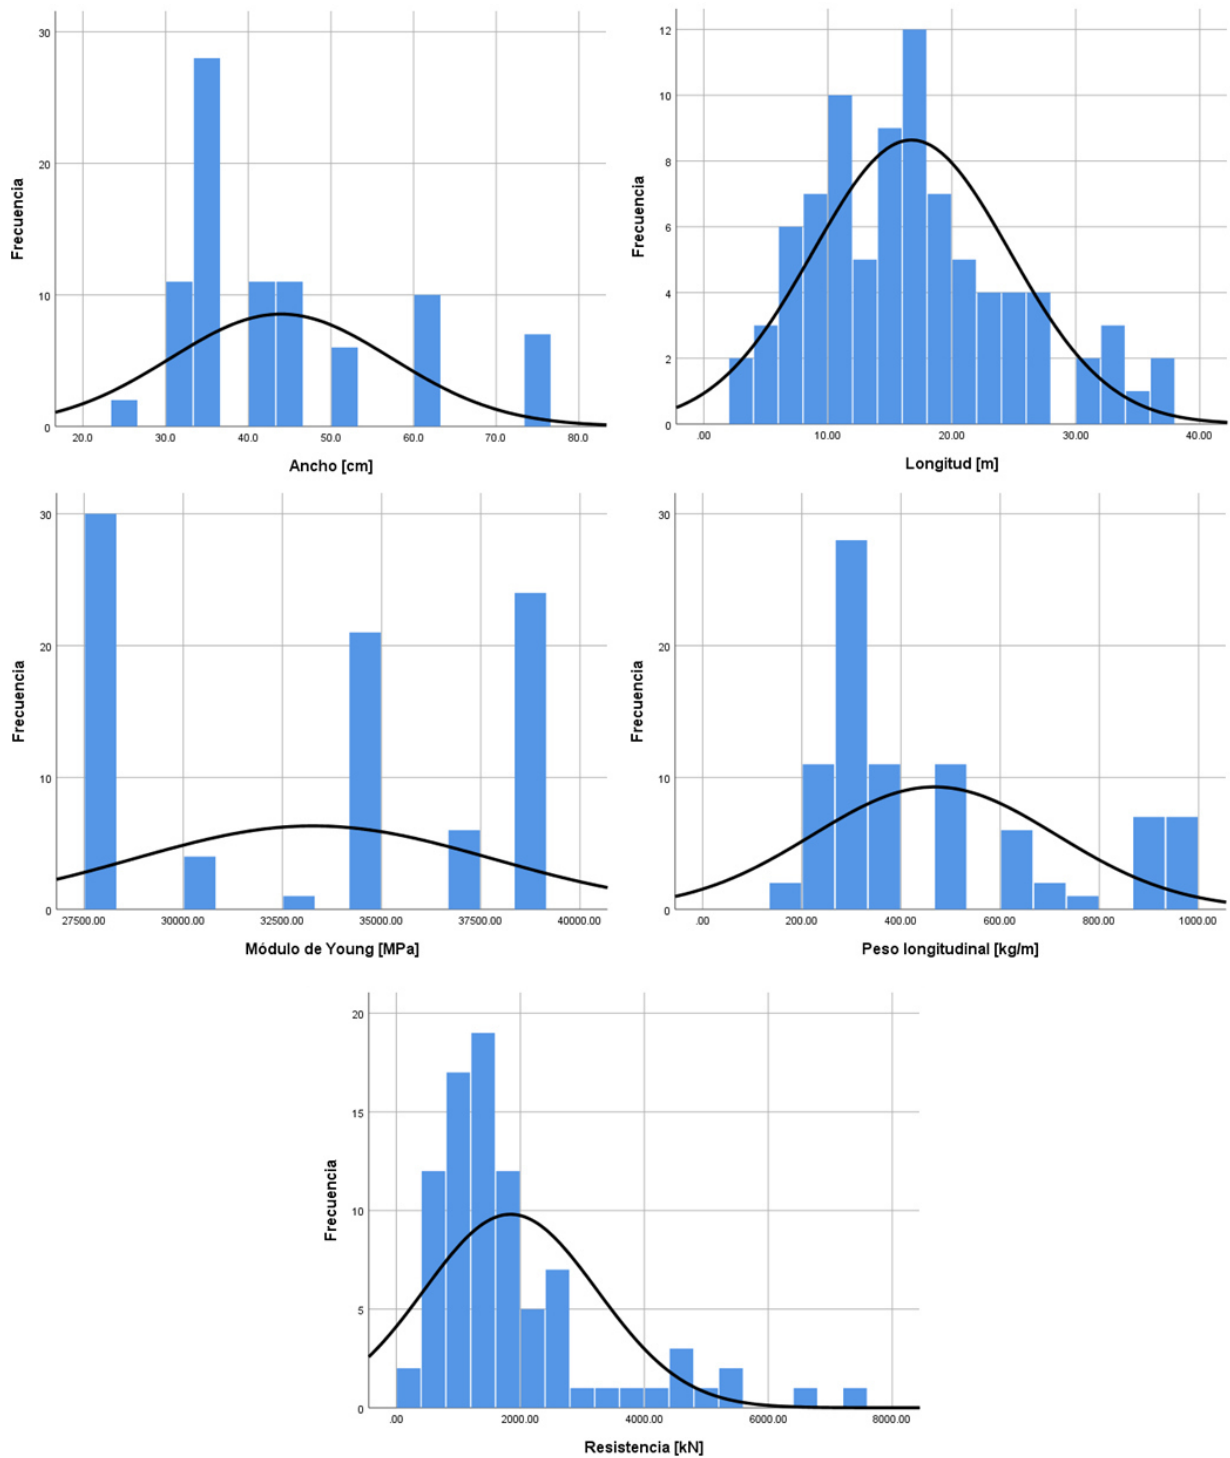 30
20
10
0
Frecuencia
20.0 30.0 40.0 50.0 60.0 70.0 80.0
Ancho [cm]
12
10
8
6
4
2
0
Frecuencia
.00 10.00 20.00 30.00 40.00
Longitud [m]
30
20
10
0
Frecuencia
27500.00 30000.00 32500.00 35000.00 37500.00 40000.00
Módulo de Young [MPa]
30
20
10
0
Frecuencia
.00 200.00 400.00 600.00 800.00 1000.00
Peso longitudinal [kg/m]
20
15
10
5
0
Frecuencia
.00 2000.00 4000.00 6000.00 8000.00
Resistencia [kN]